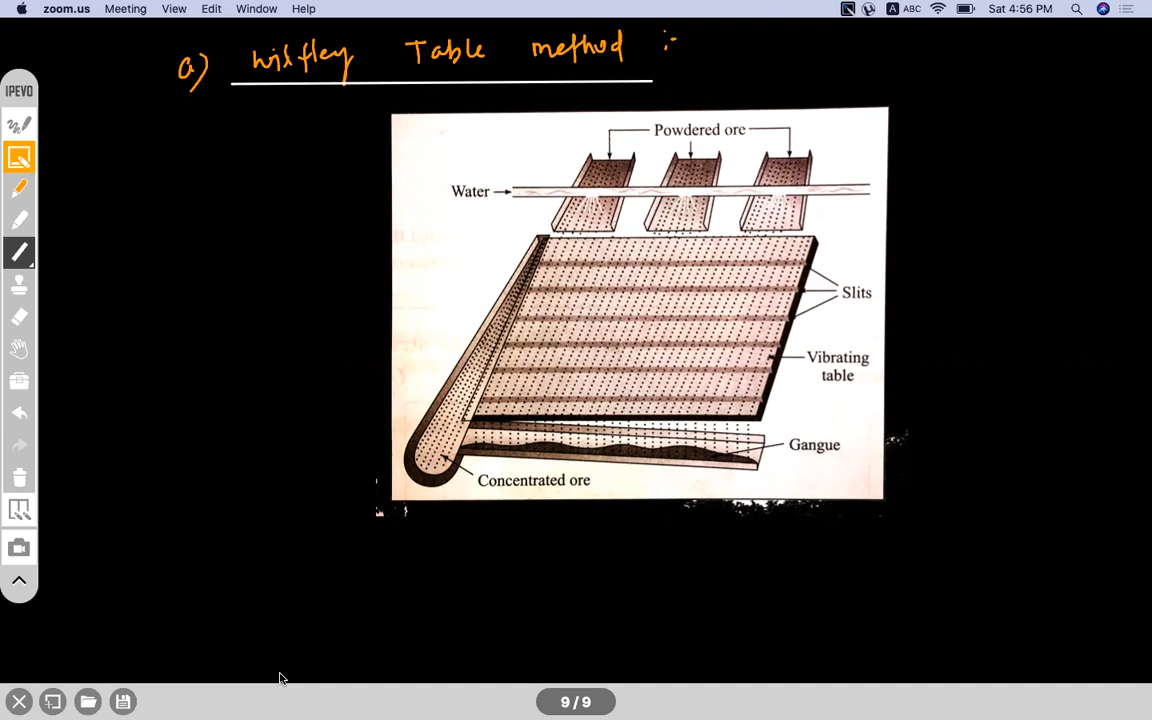 zoom.us Meeting View Edit Window Help A ABC Sat 4:56 PM
a) Wilfley Table method :-
IPEVO
Powdered ore
Water
Slits
Vibrating
table
Gangue
Concentrated ore
9 / 9